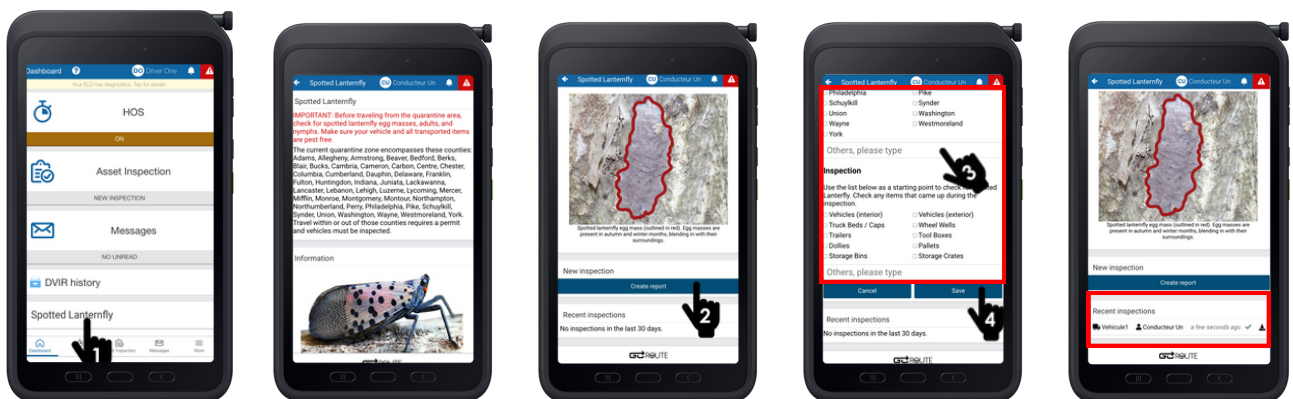 Dashboard
DO Driver One
Your ELD has diagnostics. Tap for details.
HOS
ON
Asset Inspection
NEW INSPECTION
Messages
NO UNREAD
DVIR history
Spotted Lanternfly
1
Dashboard
Inspection
Messages
More
Spotted Lanternfly
CU Conducteur Un
Spotted Lanternfly
IMPORTANT: Before traveling from the quarantine area,
check for spotted lanternfly egg masses, adults, and
nymphs. Make sure your vehicle and all transported items
are pest free.
The current quarantine zone encompasses these counties:
Adams, Allegheny, Armstrong, Beaver, Bedford, Berks,
Blair, Bucks, Cambria, Cameron, Carbon, Centre, Chester,
Columbia, Cumberland, Dauphin, Delaware, Franklin,
Fulton, Huntingdon, Indiana, Juniata, Lackawanna,
Lancaster, Lebanon, Lehigh, Luzerne, Lycoming, Mercer,
Mifflin, Monroe, Montgomery, Montour, Northampton,
Northumberland, Perry, Philadelphia, Pike, Schuylkill,
Synder, Union, Washington, Wayne, Westmoreland, York.
Travel within or out of those counties requires a permit
and vehicles must be inspected.
Information
Spotted Lanternfly
CU Conducteur Un
Spotted lanternfly egg mass (outlined in red). Egg masses are
present in autumn and winter months, blending in with their
surroundings.
New inspection
Create report
2
Recent inspections
No inspections in the last 30 days.
GO ROUTE
Spotted Lanternfly
CU Conducteur Un
Philadelphia Pike
Schuylkill Synder
Union Washington
Wayne Westmoreland
York
Others, please type
3
Inspection
Use the list below as a starting point to check
Lanterfly. Check any items that came up during the
inspection.
Vehicles (interior) Vehicles (exterior)
Truck Beds / Caps Wheel Wells
Trailers Tool Boxes
Dollies Pallets
Storage Bins Storage Crates
Others, please type
Cancel Save
4
Recent inspections
No inspections in the last 30 days.
GO ROUTE
Spotted Lanternfly
CU Conducteur Un
Spotted lanternfly egg mass (outlined in red). Egg masses are
present in autumn and winter months, blending in with their
surroundings.
New inspection
Create report
Recent inspections
Vehicule1 Conducteur Un a few seconds ago
GO ROUTE